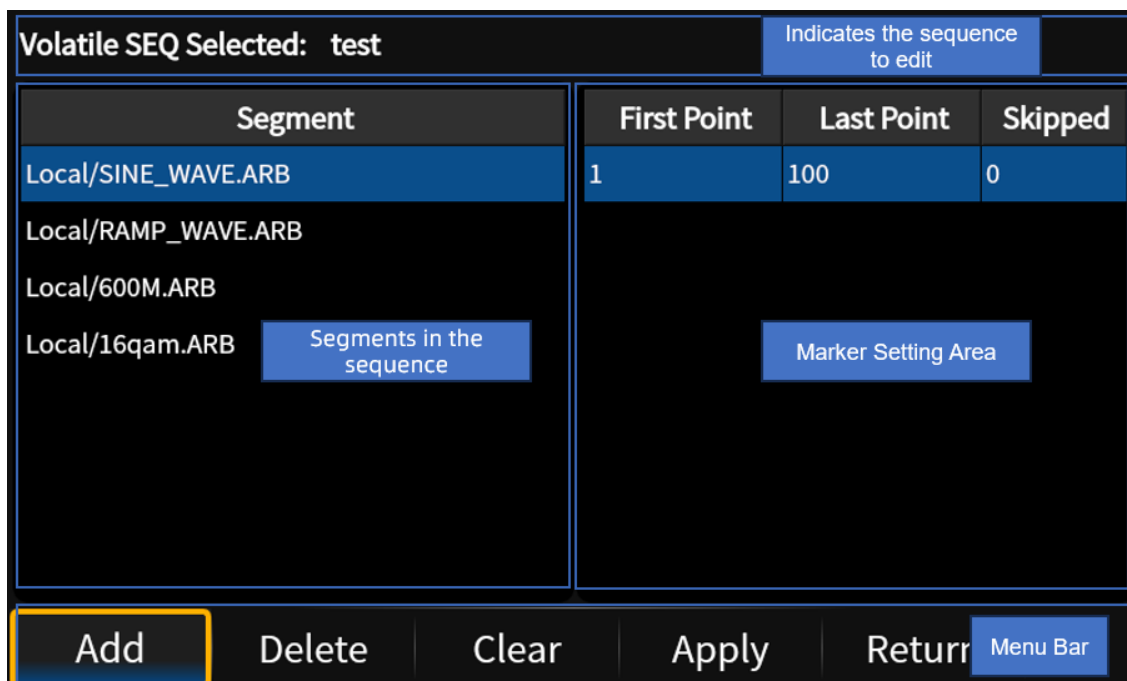 Volatile SEQ Selected: test
Indicates the sequence
to edit
Segment
First Point Last Point Skipped
Local/SINE_WAVE.ARB
1 100 0
Local/RAMP_WAVE.ARB
Local/600M.ARB
Local/16qam.ARB
Segments in the
sequence
Marker Setting Area
Add Delete Clear Apply Return
Menu Bar